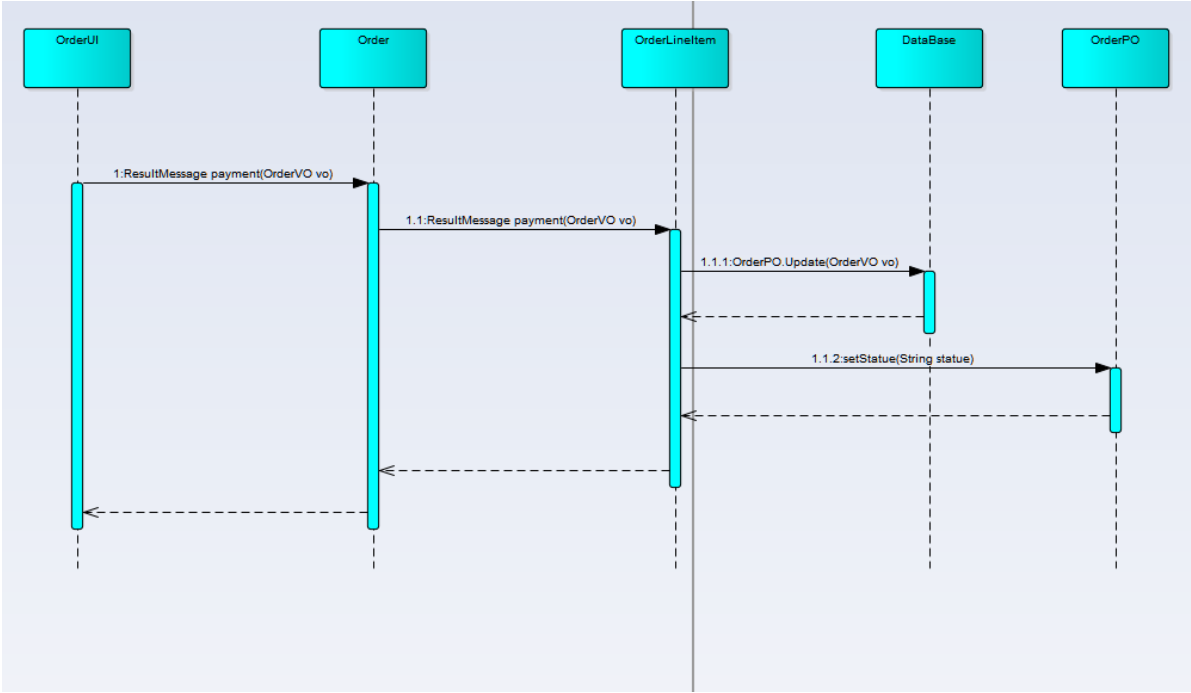 OrderUI
Order
OrderLineItem
DataBase
OrderPO
1:ResultMessage payment(OrderVO vo)
1.1:ResultMessage payment(OrderVO vo)
1.1.1:OrderPO.Update(OrderVO vo)
1.1.2:setStatue(String statue)